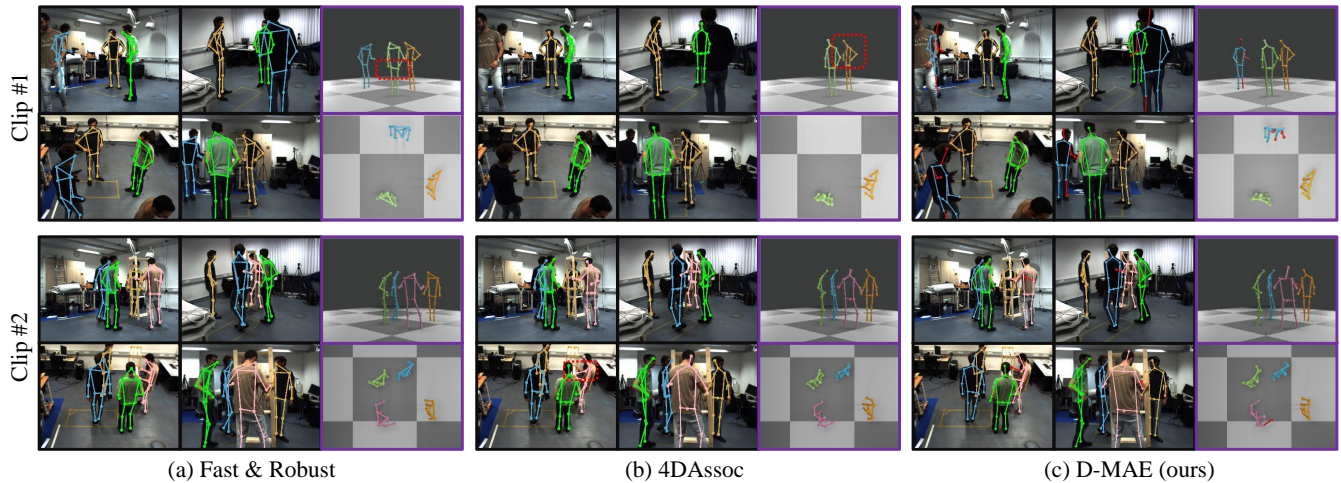 Clip #1
Clip #2
(a) Fast & Robust
(b) 4DAssoc
(c) D-MAE (ours)